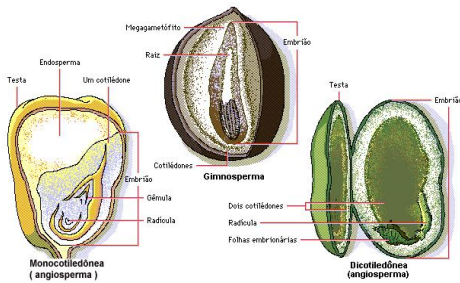 Megagametófito
Raiz
Embrião
Cotilédones
Gimnosperma
Endosperma
Testa
Um cotilédone
Embrião
Gêmula
Radícula
Monocotiledônea
( angiosperma )
Testa
Embrião
Dois cotilédones
Radícula
Folhas embrionárias
Dicotiledônea
(angiosperma)